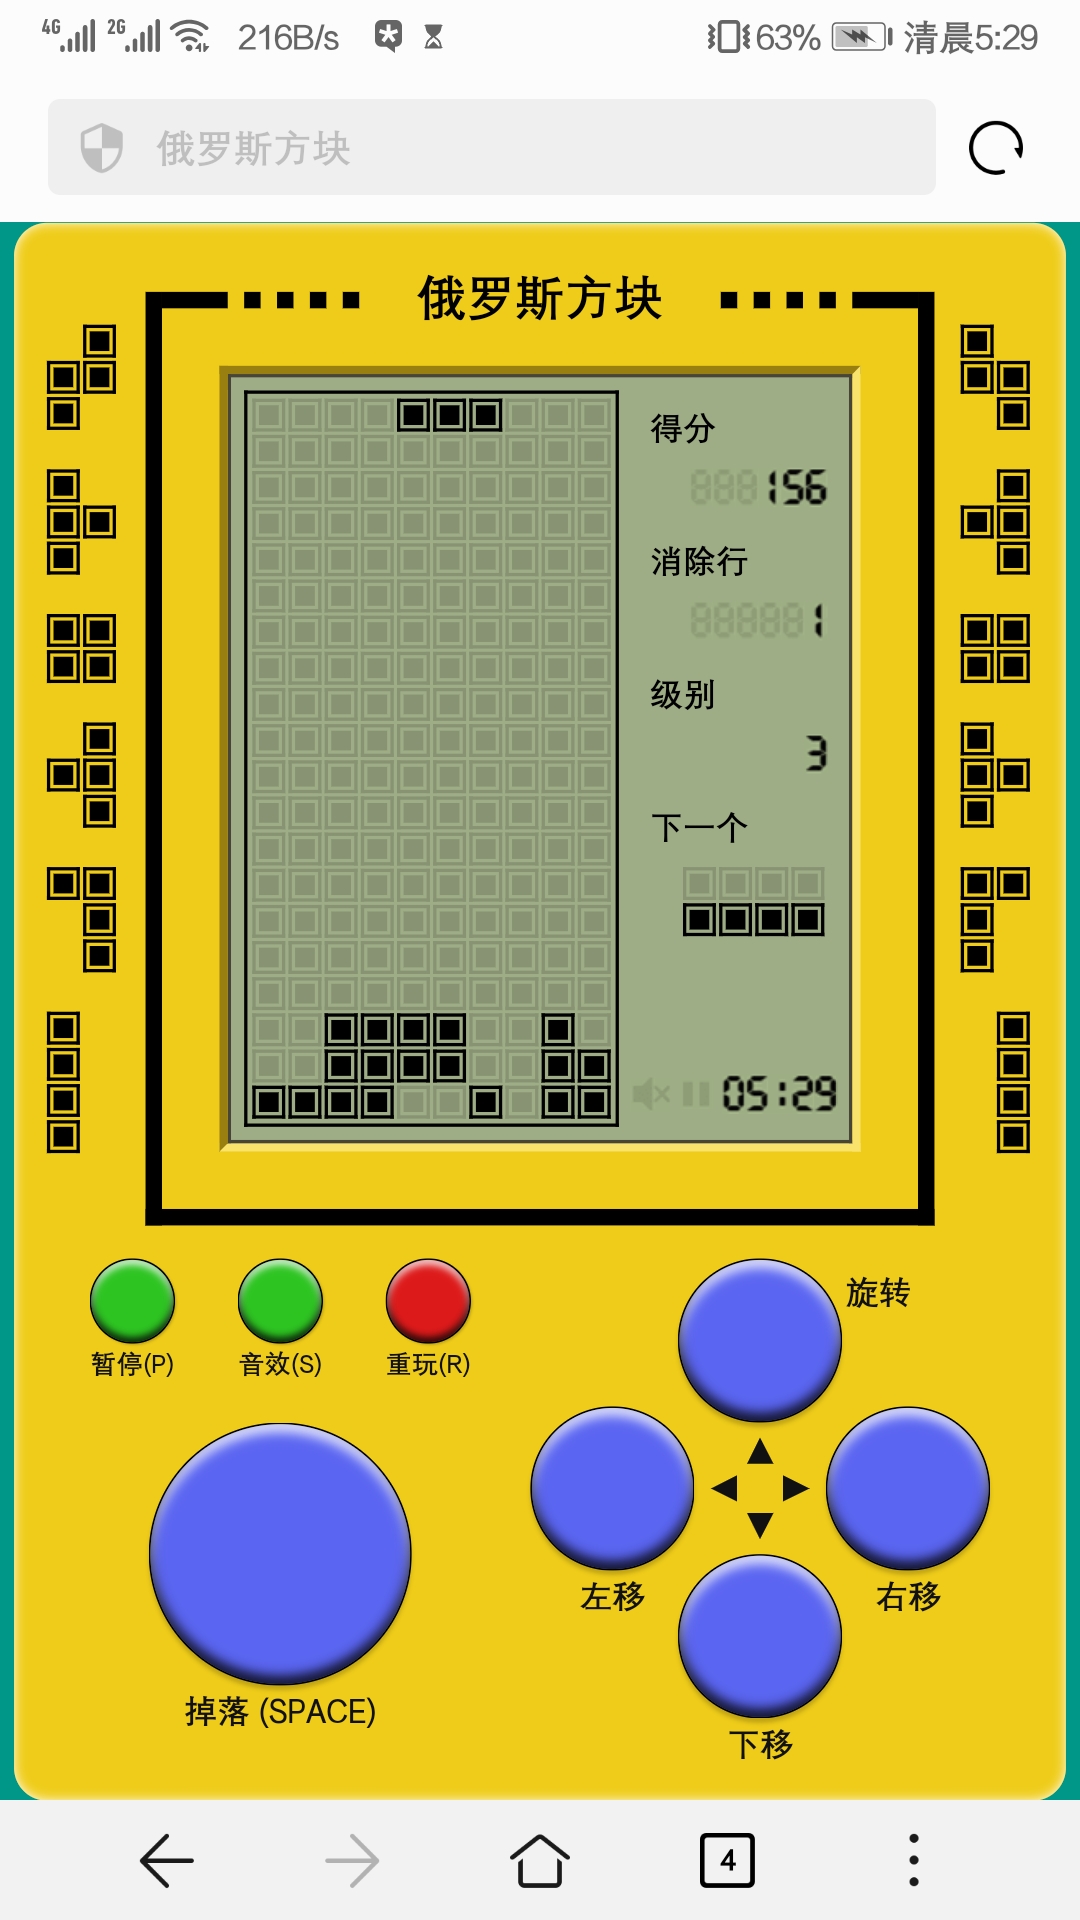 4G 2G 216B/s 63% 清晨5:29
俄罗斯方块
俄罗斯方块
得分
156
消除行
1
级别
3
下一个
05:29
暂停(P) 音效(S) 重玩(R)
旋转
左移 右移
掉落 (SPACE)
下移
4